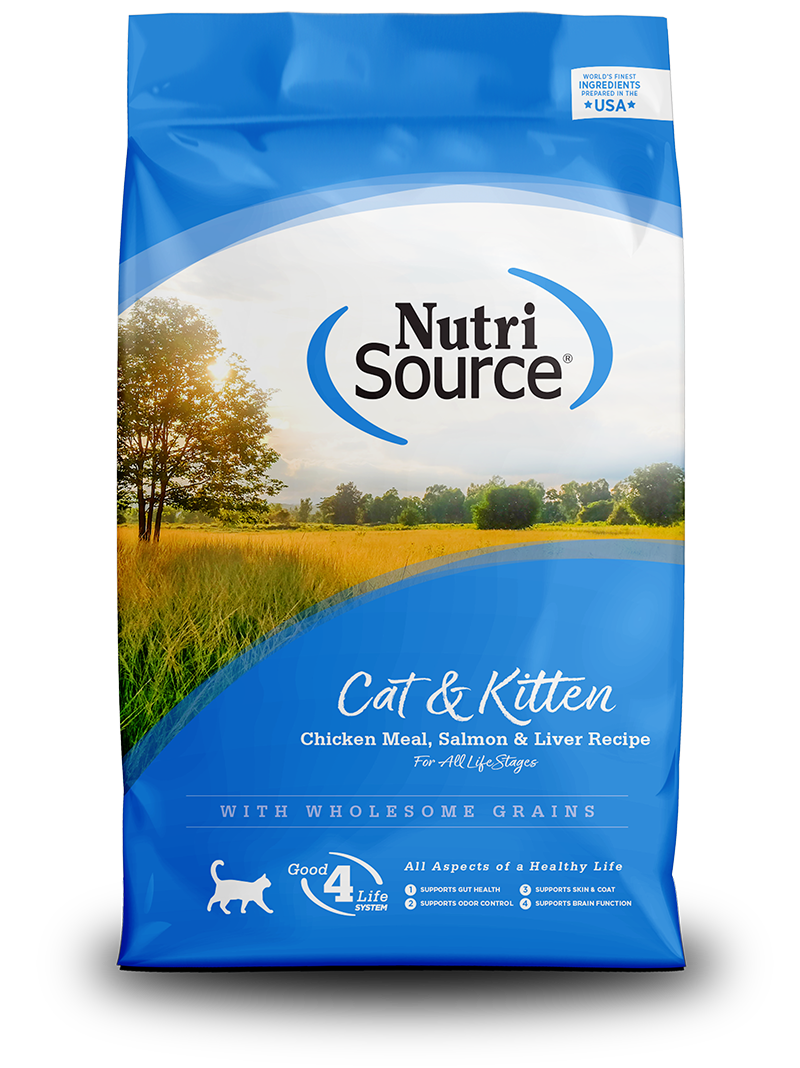 WORLD'S FINEST
INGREDIENTS
PREPARED IN THE
★USA★
Nutri
Source®
Cat & Kitten
Chicken Meal, Salmon & Liver Recipe
For All Life Stages
WITH WHOLESOME GRAINS
Good
4 Life
SYSTEM
All Aspects of a Healthy Life
1 SUPPORTS GUT HEALTH
2 SUPPORTS ODOR CONTROL
3 SUPPORTS SKIN & COAT
4 SUPPORTS BRAIN FUNCTION